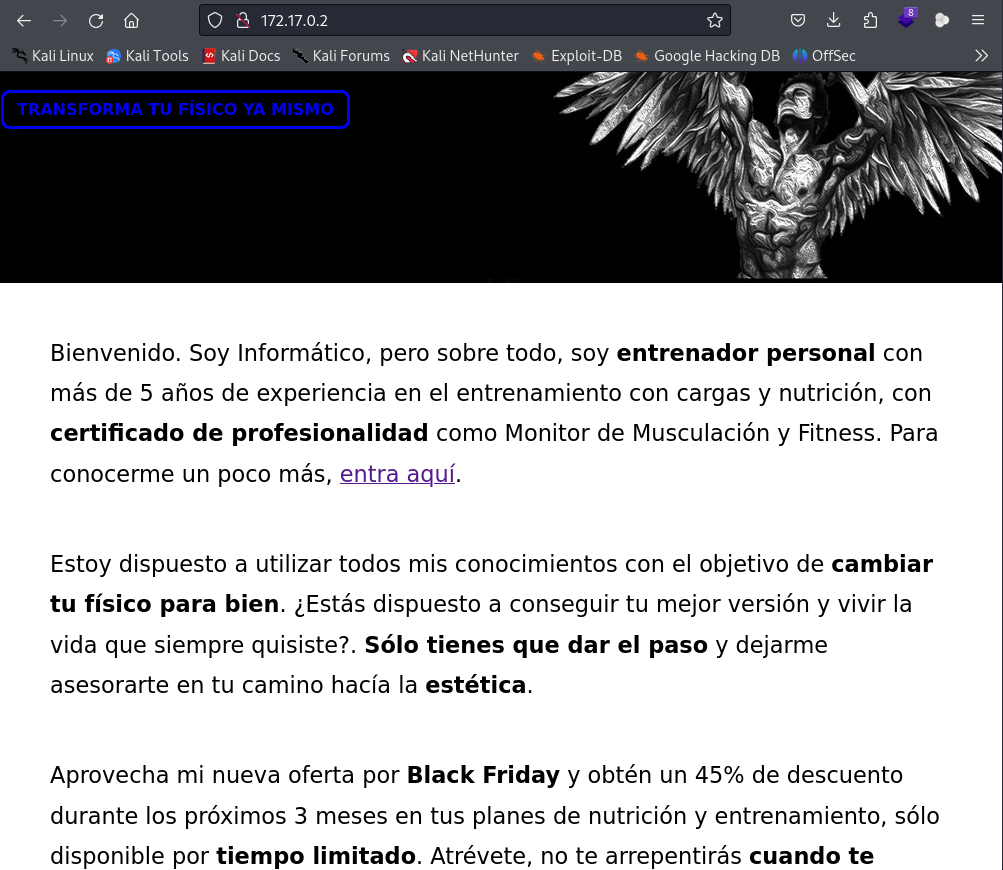 172.17.0.2
8
Kali Linux Kali Tools Kali Docs Kali Forums Kali NetHunter Exploit-DB Google Hacking DB OffSec
TRANSFORMA TU FÍSICO YA MISMO
Bienvenido. Soy Informático, pero sobre todo, soy entrenador personal con
más de 5 años de experiencia en el entrenamiento con cargas y nutrición, con
certificado de profesionalidad como Monitor de Musculación y Fitness. Para
conocerme un poco más, entra aquí.
Estoy dispuesto a utilizar todos mis conocimientos con el objetivo de cambiar
tu físico para bien. ¿Estás dispuesto a conseguir tu mejor versión y vivir la
vida que siempre quisiste?. Sólo tienes que dar el paso y dejarme
asesorarte en tu camino hacía la estética.
Aprovecha mi nueva oferta por Black Friday y obtén un 45% de descuento
durante los próximos 3 meses en tus planes de nutrición y entrenamiento, sólo
disponible por tiempo limitado. Atrévete, no te arrepentirás cuando te